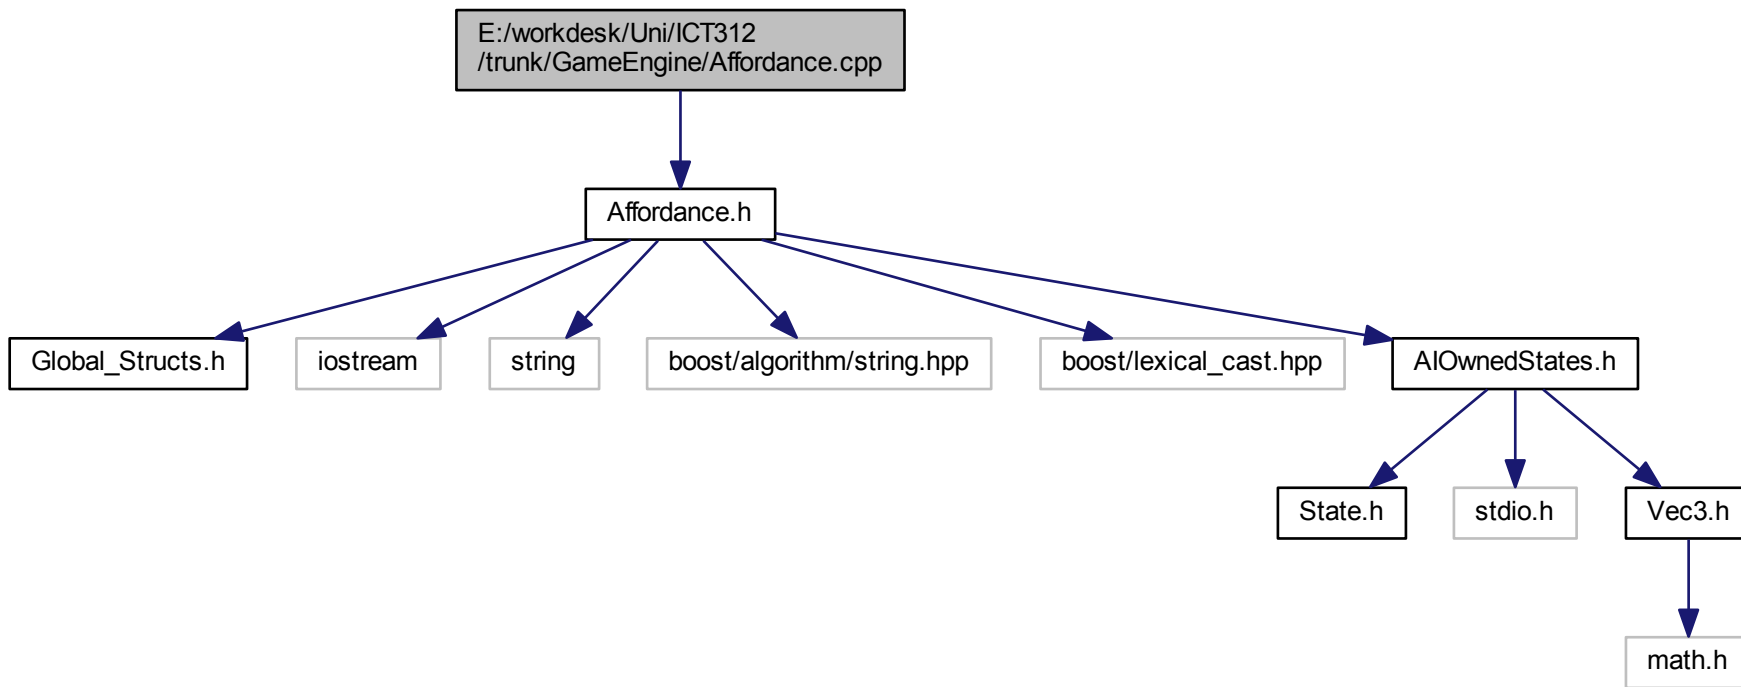 E:/workdesk/Uni/ICT312
/trunk/GameEngine/Affordance.cpp
Affordance.h
Global_Structs.h
iostream
string
boost/algorithm/string.hpp
boost/lexical_cast.hpp
AIOwnedStates.h
State.h
stdio.h
Vec3.h
math.h